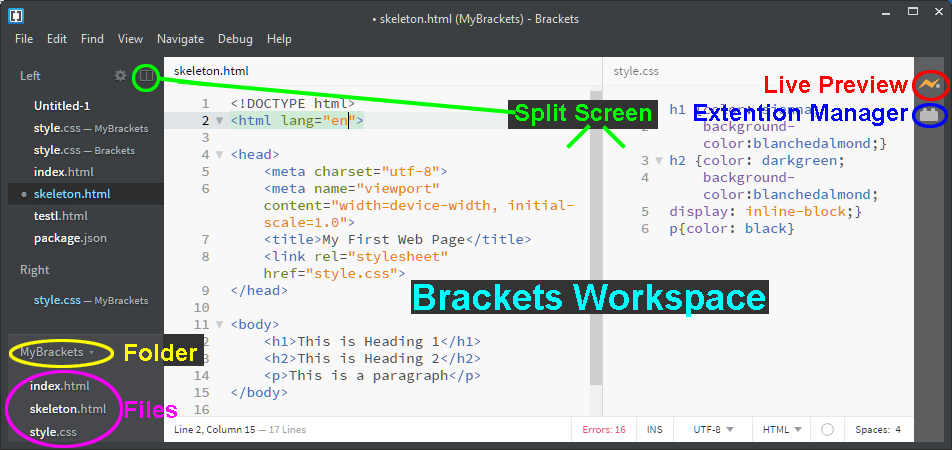 • skeleton.html (MyBrackets) - Brackets
File Edit Find View Navigate Debug Help
Left
Untitled-1
style.css — MyBrackets
style.css — Brackets
index.html
skeleton.html
testl.html
package.json
Right
style.css — MyBrackets
MyBrackets
Folder
index.html
skeleton.html
style.css
Files
skeleton.html
1 <!DOCTYPE html>
2 <html lang="en">
3
4 <head>
5 <meta charset="utf-8">
6 <meta name="viewport"
content="width=device-width, initial-
scale=1.0">
7 <title>My First Web Page</title>
8 <link rel="stylesheet"
href="style.css">
9 </head>
10
11 <body>
2 <h1>This is Heading 1</h1>
13 <h2>This is Heading 2</h2>
14 <p>This is a paragraph</p>
15 </body>
16
Split Screen
Brackets Workspace
style.css
Live Preview
Extention Manager
h1
background-
color:blanchedalmond;}
3 h2 {color: darkgreen;
4 background-
color:blanchedalmond;
5 display: inline-block;}
6 p{color: black}
Line 2, Column 15 — 17 Lines
Errors: 16 INS UTF-8 HTML Spaces: 4